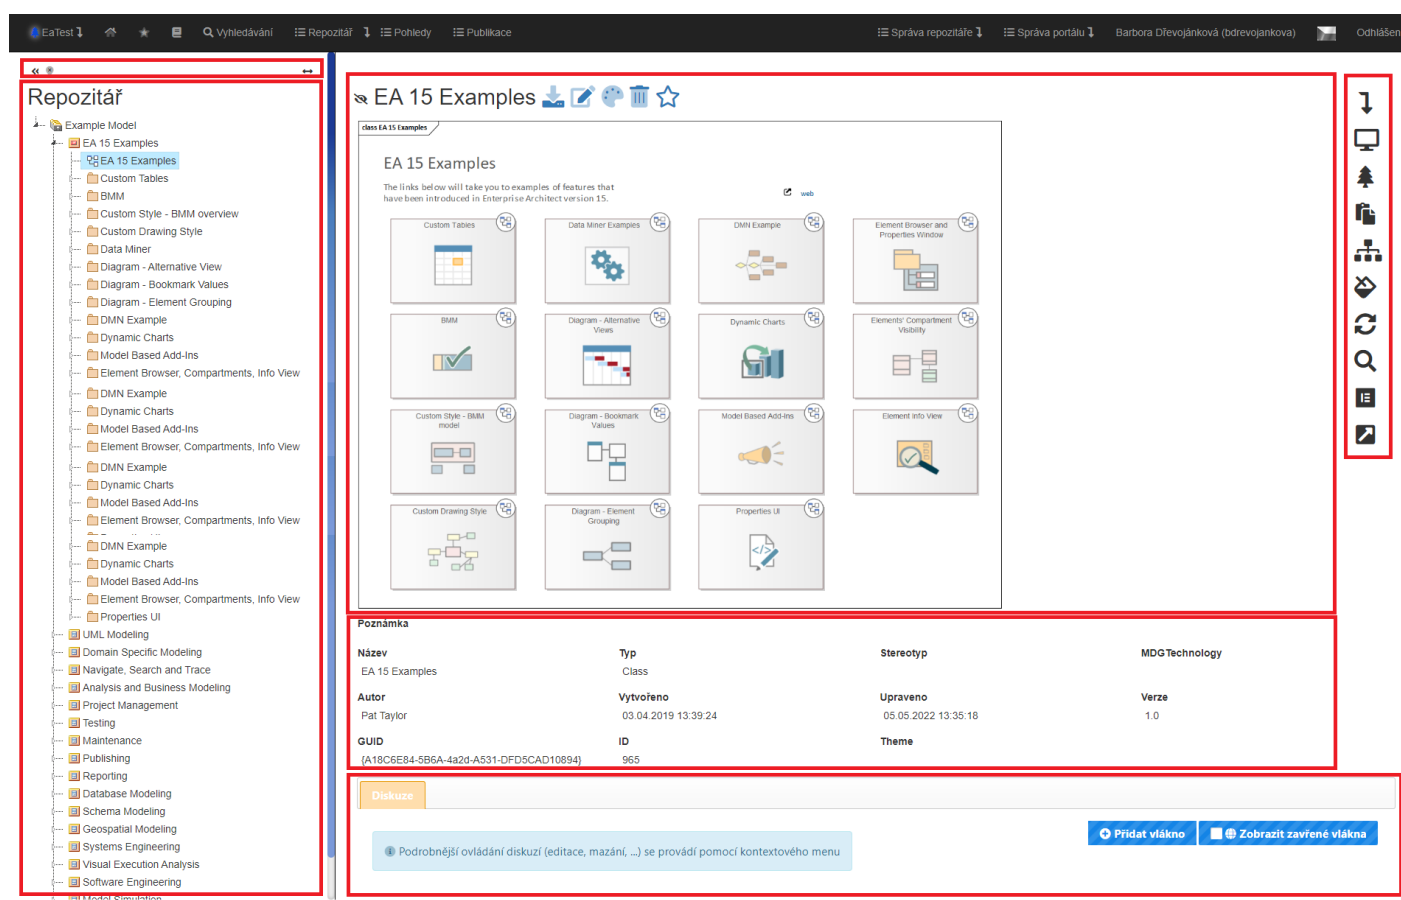 EaTest
Vyhledávání
Repozitář
Pohledy
Publikace
Správa repozitáře
Správa portálu
Barbora Dřevojánková (bdrevojankova)
Odhlášen
Repozitář
Example Model
EA 15 Examples
EA 15 Examples
Custom Tables
BMM
Custom Style - BMM overview
Custom Drawing Style
Data Miner
Diagram - Alternative View
Diagram - Bookmark Values
Diagram - Element Grouping
DMN Example
Dynamic Charts
Model Based Add-Ins
Element Browser, Compartments, Info View
DMN Example
Dynamic Charts
Model Based Add-Ins
Element Browser, Compartments, Info View
DMN Example
Dynamic Charts
Model Based Add-Ins
Element Browser, Compartments, Info View
DMN Example
Dynamic Charts
Model Based Add-Ins
Element Browser, Compartments, Info View
Properties UI
UML Modeling
Domain Specific Modeling
Navigate, Search and Trace
Analysis and Business Modeling
Project Management
Testing
Maintenance
Publishing
Reporting
Database Modeling
Schema Modeling
Geospatial Modeling
Systems Engineering
Visual Execution Analysis
Software Engineering
Model Simulation
EA 15 Examples
class EA 15 Examples
EA 15 Examples
The links below will take you to examples of features that
have been introduced in Enterprise Architect version 15.
web
Custom Tables
Data Miner Examples
DMN Example
Element Browser and
Properties Window
BMM
Diagram - Alternative
Views
Dynamic Charts
Elements' Compartment
Visibility
Custom Style - BMM
model
Diagram - Bookmark
Values
Model Based Add-Ins
Element Info View
Custom Drawing Style
Diagram - Element
Grouping
Properties UI
Poznámka
Název
Typ
Stereotyp
MDGTechnology
EA 15 Examples
Class
Autor
Vytvořeno
Upraveno
Verze
Pat Taylor
03.04.2019 13:39:24
05.05.2022 13:35:18
1.0
GUID
ID
Theme
{A18C6E84-5B6A-4a2d-A531-DFD5CAD10894}
965
Diskuze
Přidat vlákno
Zobrazit zavřené vlákna
Podrobnější ovládání diskuzí (editace, mazání, ...) se provádí pomocí kontextového menu